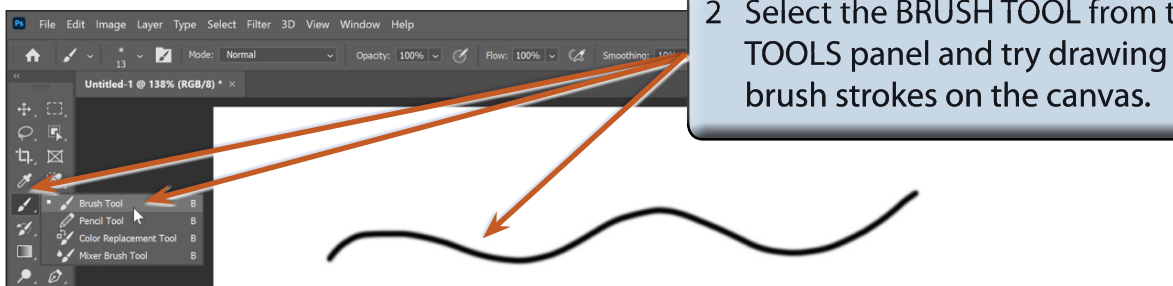 Ps File Edit Image Layer Type Select Filter 3D View Window Help
2 Select the BRUSH TOOL from t
TOOLS panel and try drawing
brush strokes on the canvas.
13 Mode: Normal Opacity: 100% Flow: 100% Smoothing: 10%
Untitled-1 @ 138% (RGB/8) * ×
Brush Tool B
Pencil Tool B
Color Replacement Tool B
Mixer Brush Tool B